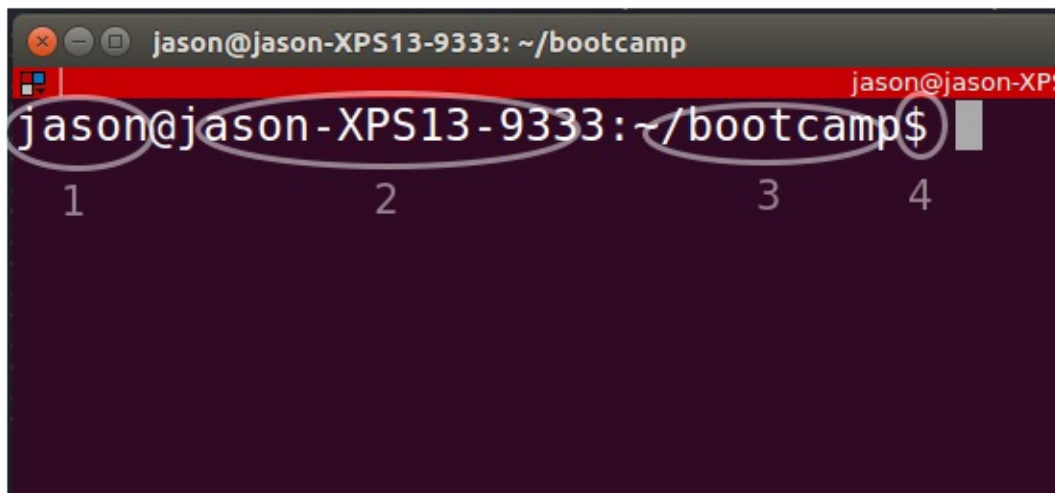 jason@jason-XPS13-9333: ~/bootcamp
jason@jason-XPS
jason@jason-XPS13-9333:~/bootcamp$
1 2 3 4